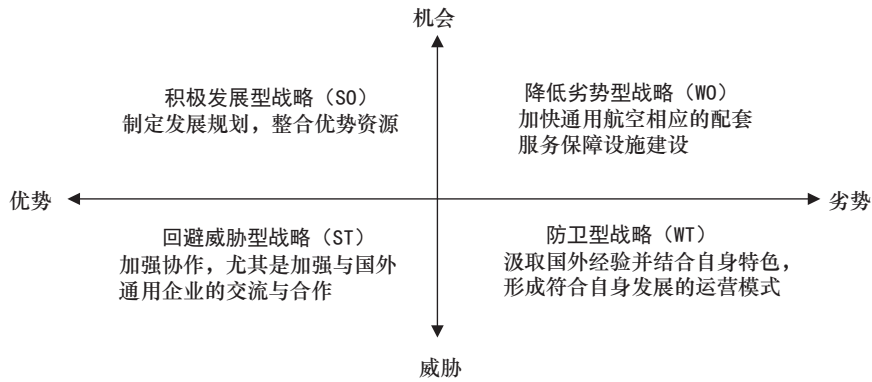 机会
积极发展型战略（SO）
制定发展规划，整合优势资源
降低劣势型战略（WO）
加快通用航空相应的配套
服务保障设施建设
优势
劣势
回避威胁型战略（ST）
加强协作，尤其是加强与国外
通用企业的交流与合作
防卫型战略（WT）
汲取国外经验并结合自身特色，
形成符合自身发展的运营模式
威胁